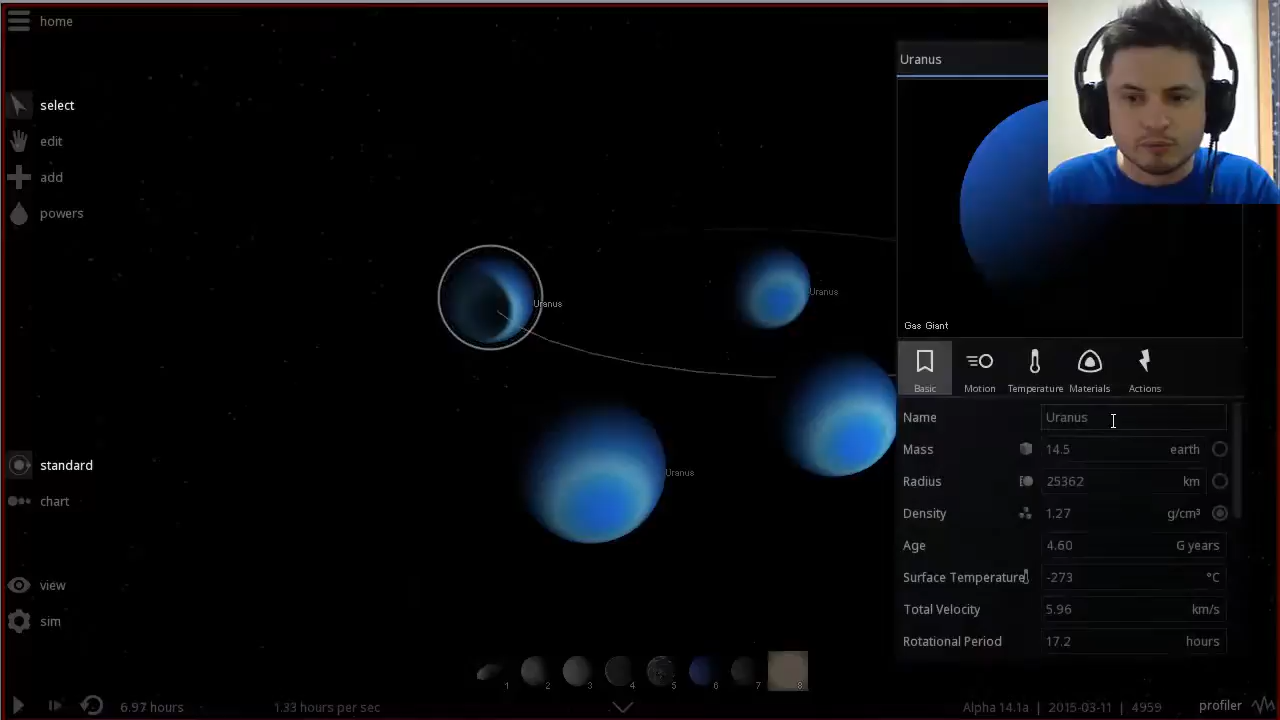 home
select
edit
add
powers
standard
chart
view
sim
Uranus
Uranus
Uranus
Uranus
Gas Giant
Basic Motion Temperature Materials Actions
Name Uranus
Mass 14.5 earth
Radius 25362 km
Density 1.27 g/cm³
Age 4.60 G years
Surface Temperature -273 °C
Total Velocity 5.96 km/s
Rotational Period 17.2 hours
1 2 3 4 5 6 7 8
6.97 hours 1.33 hours per sec Alpha 14.1a | 2015-03-11 | 4959 profiler